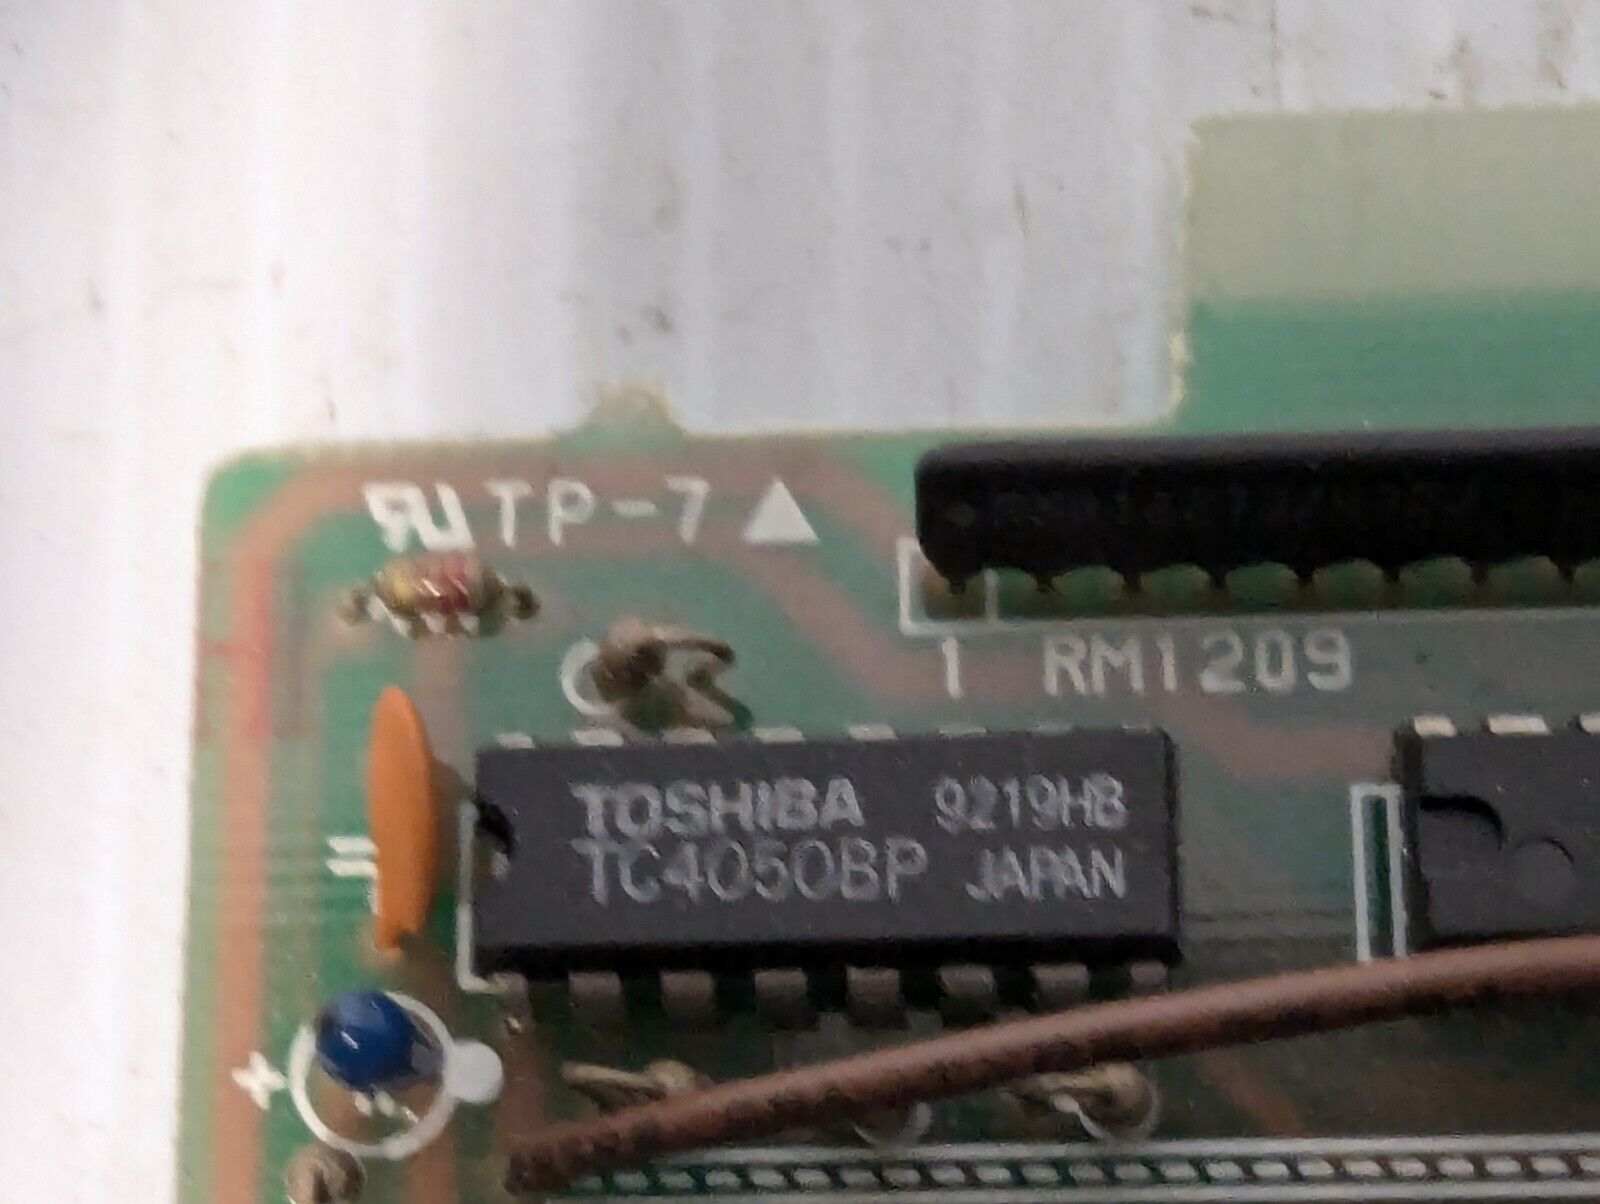 TP-7
1 RM1209
TOSHIBA 9219HB
TC4050BP JAPAN
+